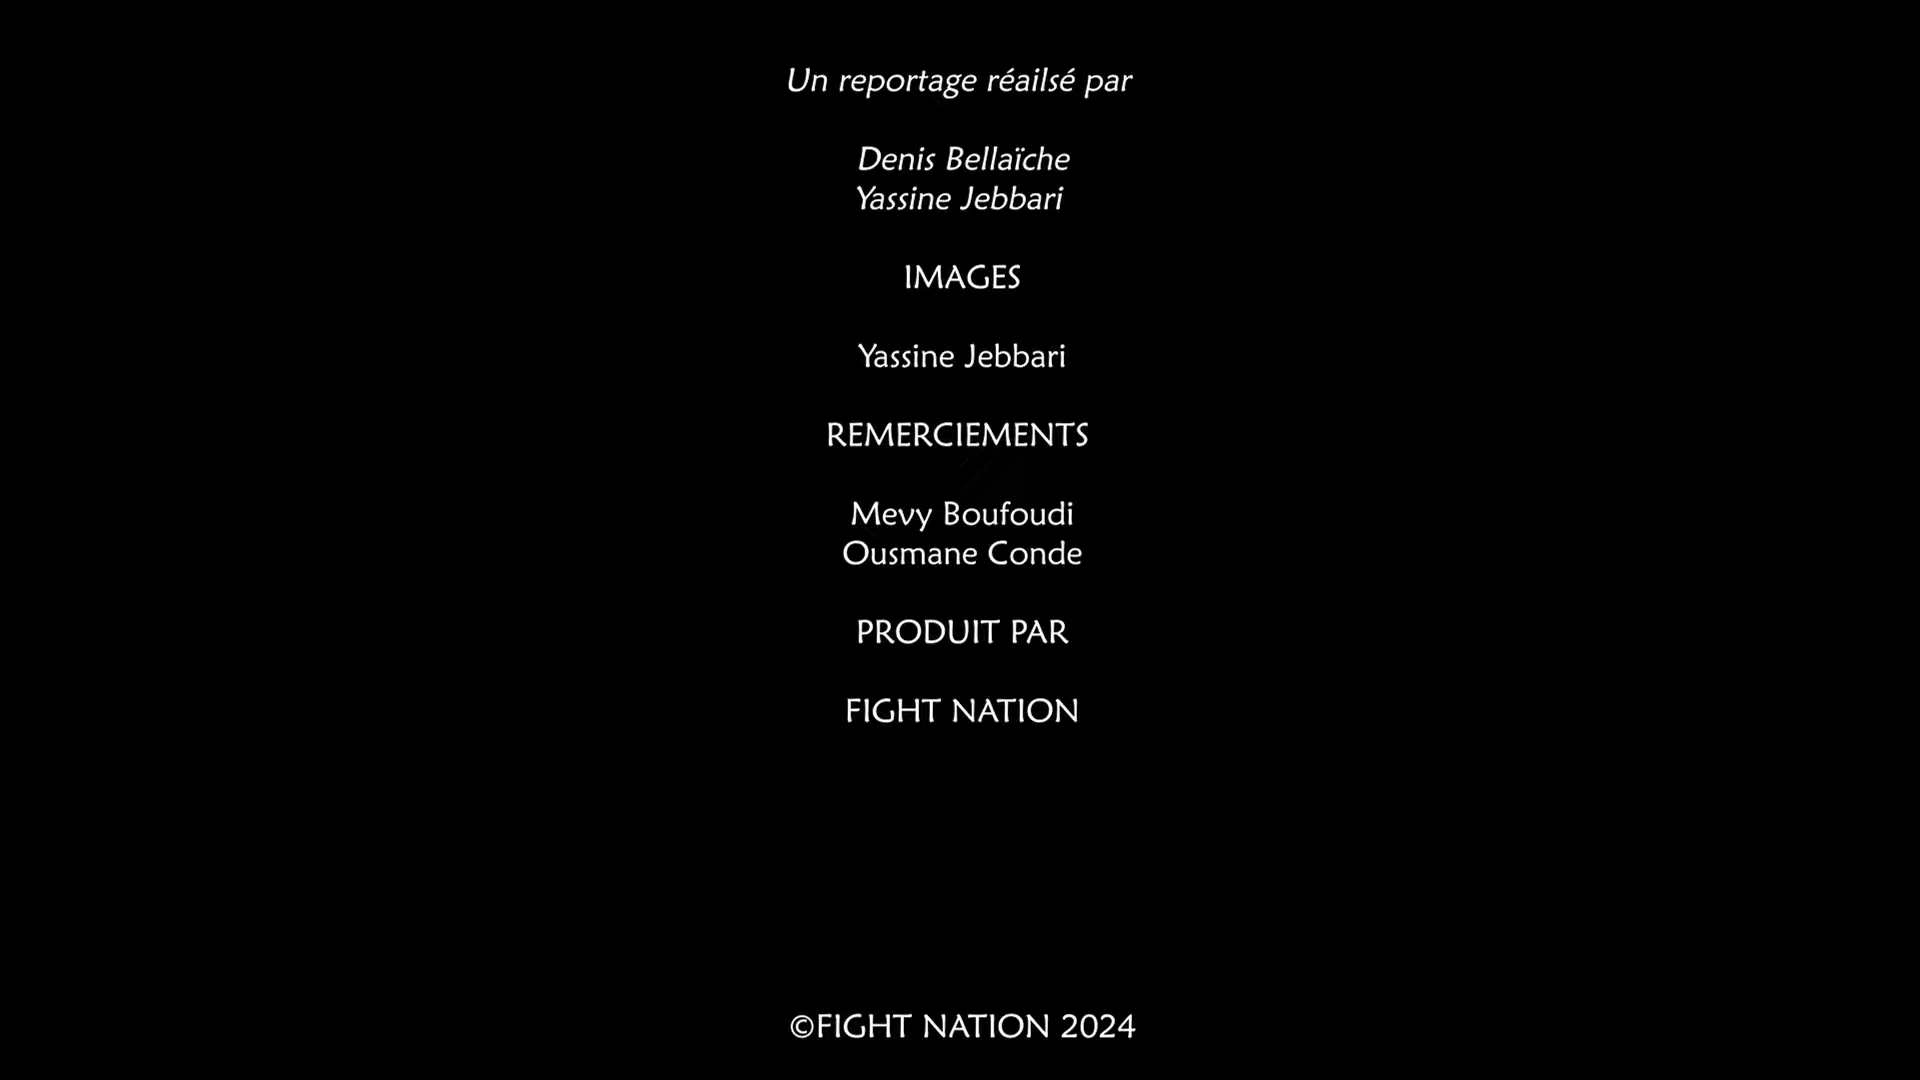 Un reportage réailsé par
Denis Bellaïche
Yassine Jebbari
IMAGES
Yassine Jebbari
REMERCIEMENTS
Mevy Boufoudi
Ousmane Conde
PRODUIT PAR
FIGHT NATION
©FIGHT NATION 2024